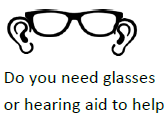 Do you need glasses
or hearing aid to help